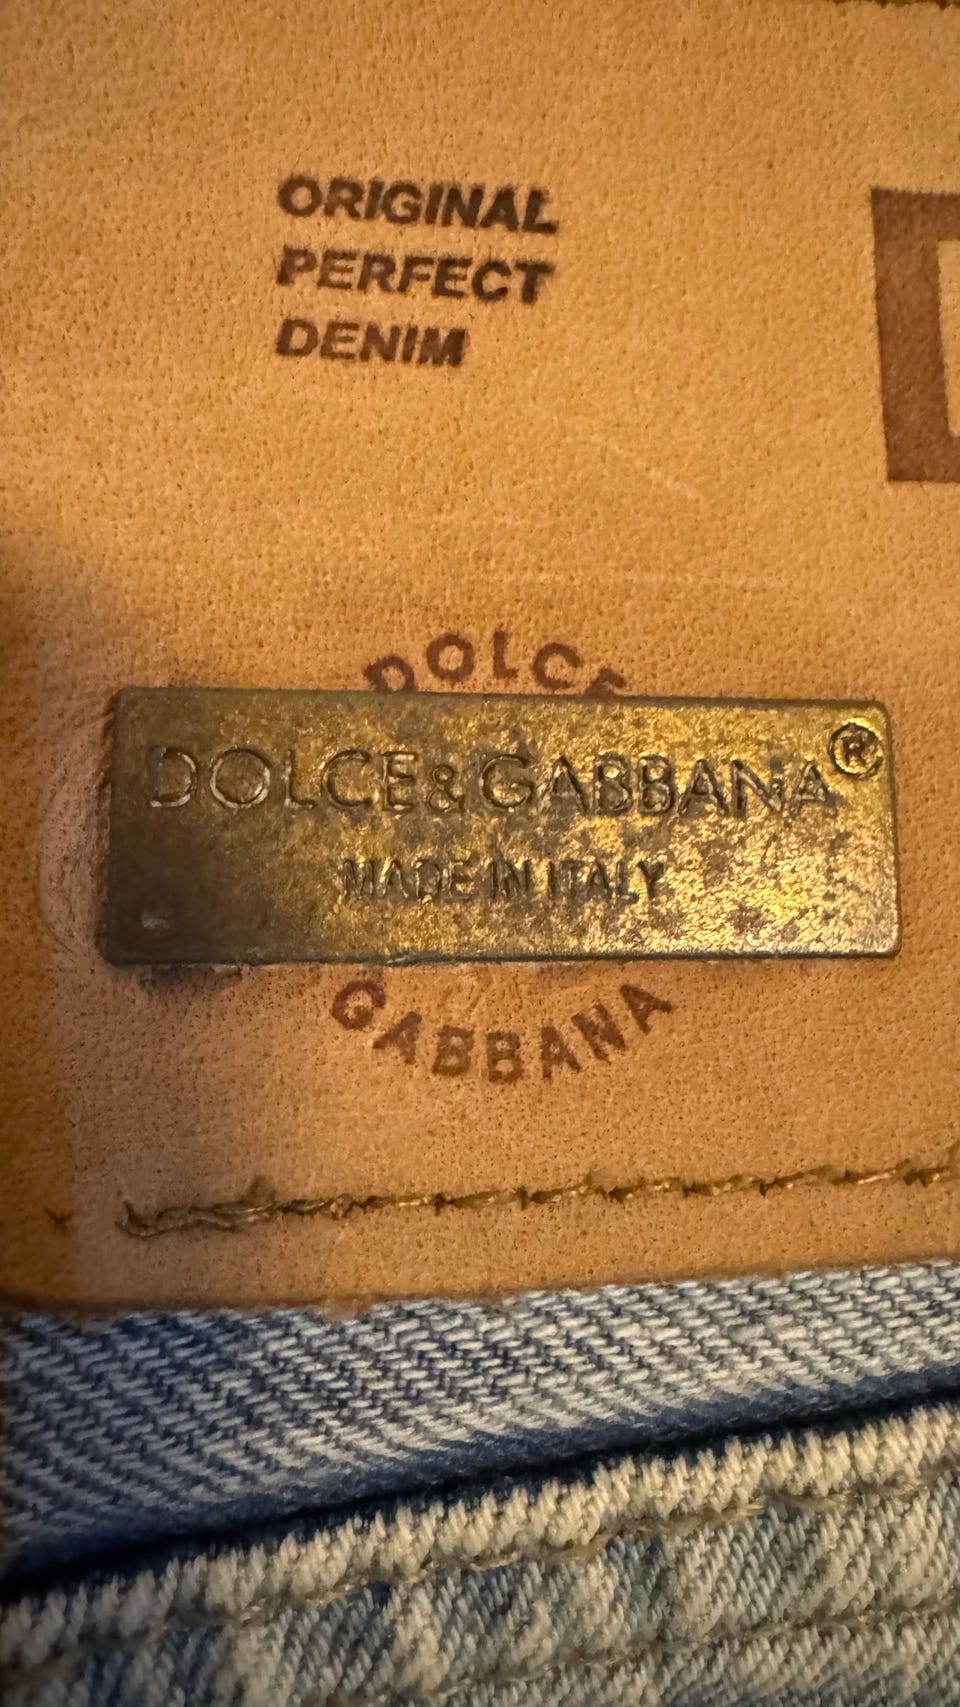 ORIGINAL
PERFECT
DENIM
DOLCE
DOLCE&GABBANA®
MADE IN ITALY
GABBANA